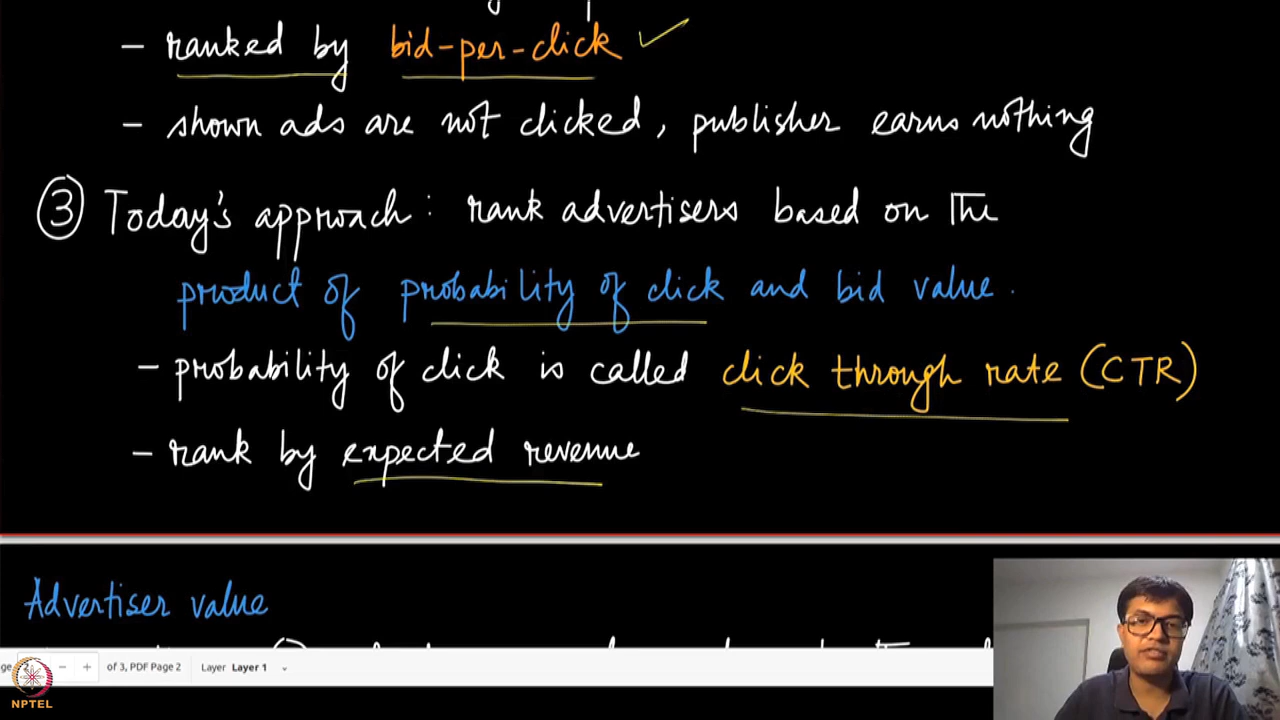 - ranked by bid-per-click ✓
- shown ads are not clicked, publisher earns nothing
③ Today's approach: rank advertisers based on the
product of probability of click and bid value.
- probability of click is called click through rate (CTR)
- rank by expected revenue
Advertiser value
of 3, PDF Page 2 Layer Layer 1
NPTEL